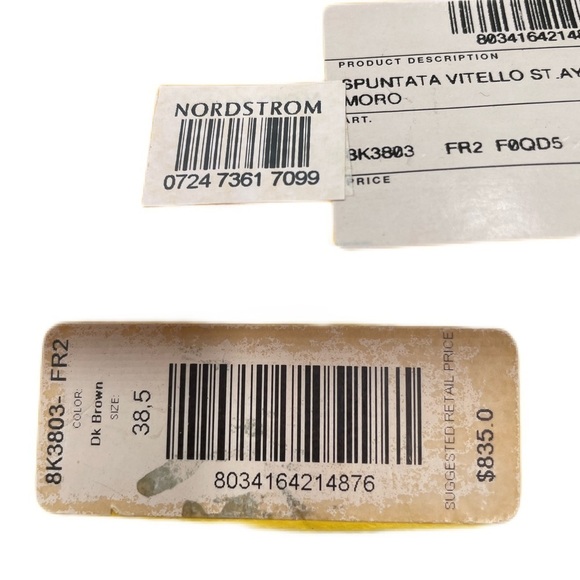 803416421487
PRODUCT DESCRIPTION
SPUNTATA VITELLO ST.AY
MORO
ART.
8K3803 FR2 F0QD5
PRICE
NORDSTROM
0724 7361 7099
8K3803- FR2
COLOR:
Dk Brown
SIZE:
38,5
8034164214876
SUGGESTED RETAIL PRICE
$835.0